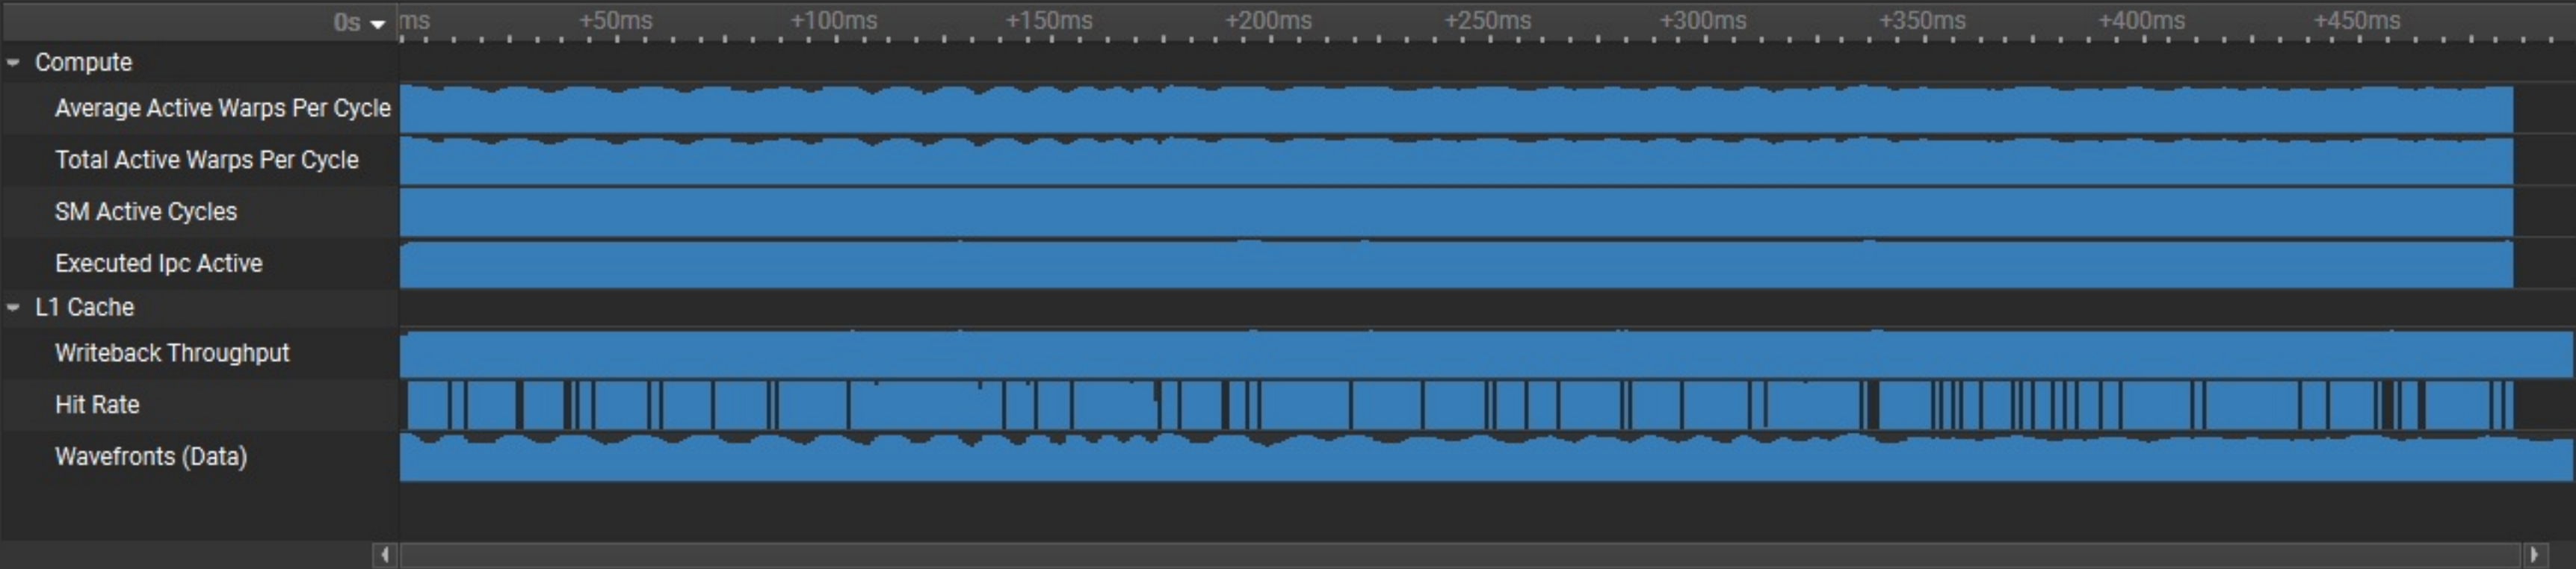 0s ms +50ms +100ms +150ms +200ms +250ms +300ms +350ms +400ms +450ms
Compute
Average Active Warps Per Cycle
Total Active Warps Per Cycle
SM Active Cycles
Executed Ipc Active
L1 Cache
Writeback Throughput
Hit Rate
Wavefronts (Data)